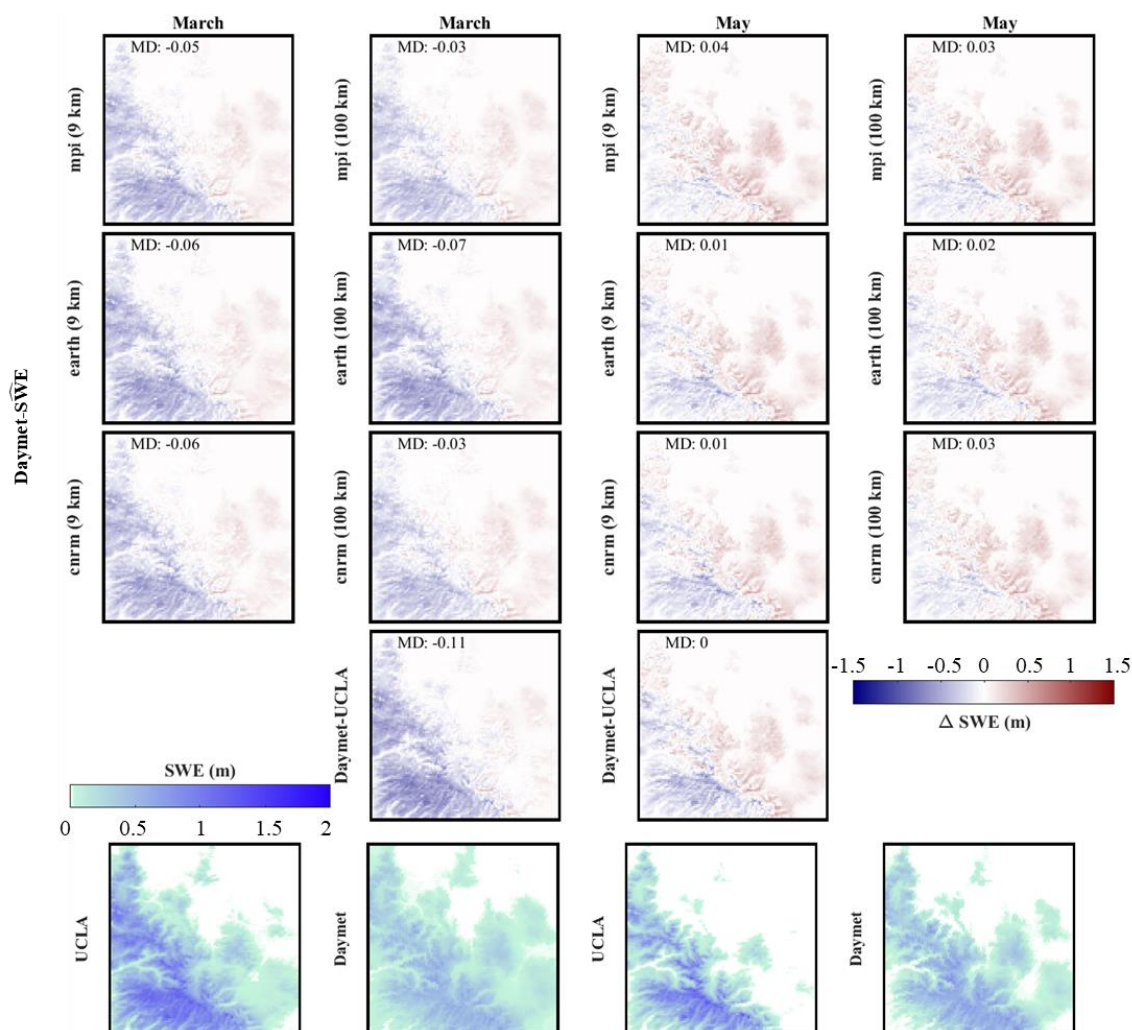 March March May May
MD: -0.05 MD: -0.03 MD: 0.04 MD: 0.03
mpi (9 km) mpi (100 km) mpi (9 km) mpi (100 km)
MD: -0.06 MD: -0.07 MD: 0.01 MD: 0.02
earth (9 km) earth (100 km) earth (9 km) earth (100 km)
Daymet-SWÊ
MD: -0.06 MD: -0.03 MD: 0.01 MD: 0.03
cnrm (9 km) cnrm (100 km) cnrm (9 km) cnrm (100 km)
MD: -0.11 MD: 0
Daymet-UCLA Daymet-UCLA
-1.5 -1 -0.5 0 0.5 1 1.5
Δ SWE (m)
SWE (m)
0 0.5 1 1.5 2
UCLA Daymet UCLA Daymet